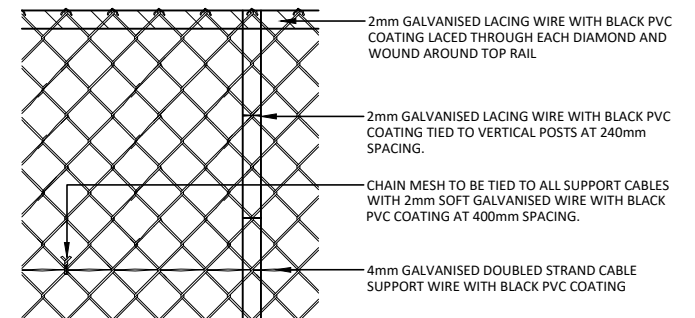 2mm GALVANISED LACING WIRE WITH BLACK PVC
COATING LACED THROUGH EACH DIAMOND AND
WOUND AROUND TOP RAIL
2mm GALVANISED LACING WIRE WITH BLACK PVC
COATING TIED TO VERTICAL POSTS AT 240mm
SPACING.
CHAIN MESH TO BE TIED TO ALL SUPPORT CABLES
WITH 2mm SOFT GALVANISED WIRE WITH BLACK
PVC COATING AT 400mm SPACING.
4mm GALVANISED DOUBLED STRAND CABLE
SUPPORT WIRE WITH BLACK PVC COATING